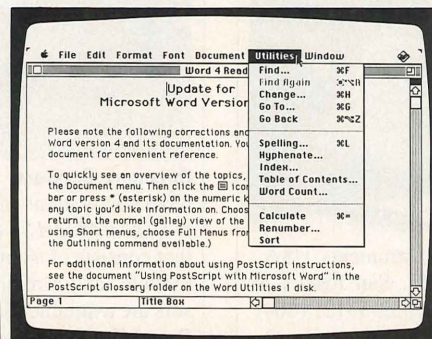 File Edit Format Font Document Utilities Window
Word 4 Read
Find... ⌘F
Find Again
Change... ⌘H
Go To... ⌘G
Go Back ⌘⌥Z
Spelling... ⌘L
Hyphenate...
Index...
Table of Contents...
Word Count...
Calculate ⌘=
Renumber...
Sort
Update for
Microsoft Word Version
Please note the following corrections and
Word version 4 and its documentation. You
document for convenient reference.
To quickly see an overview of the topics,
the Document menu. Then click the icon
bar or press * (asterisk) on the numeric k
any topic you'd like information on. Choos
return to the normal (galley) view of the
using Short menus, choose Full Menus from
the Outlining command available.)
For additional information about using PostScript instructions,
see the document "Using PostScript with Microsoft Word" in the
PostScript Glossary folder on the Word Utilities 1 disk.
Page 1 Title Box